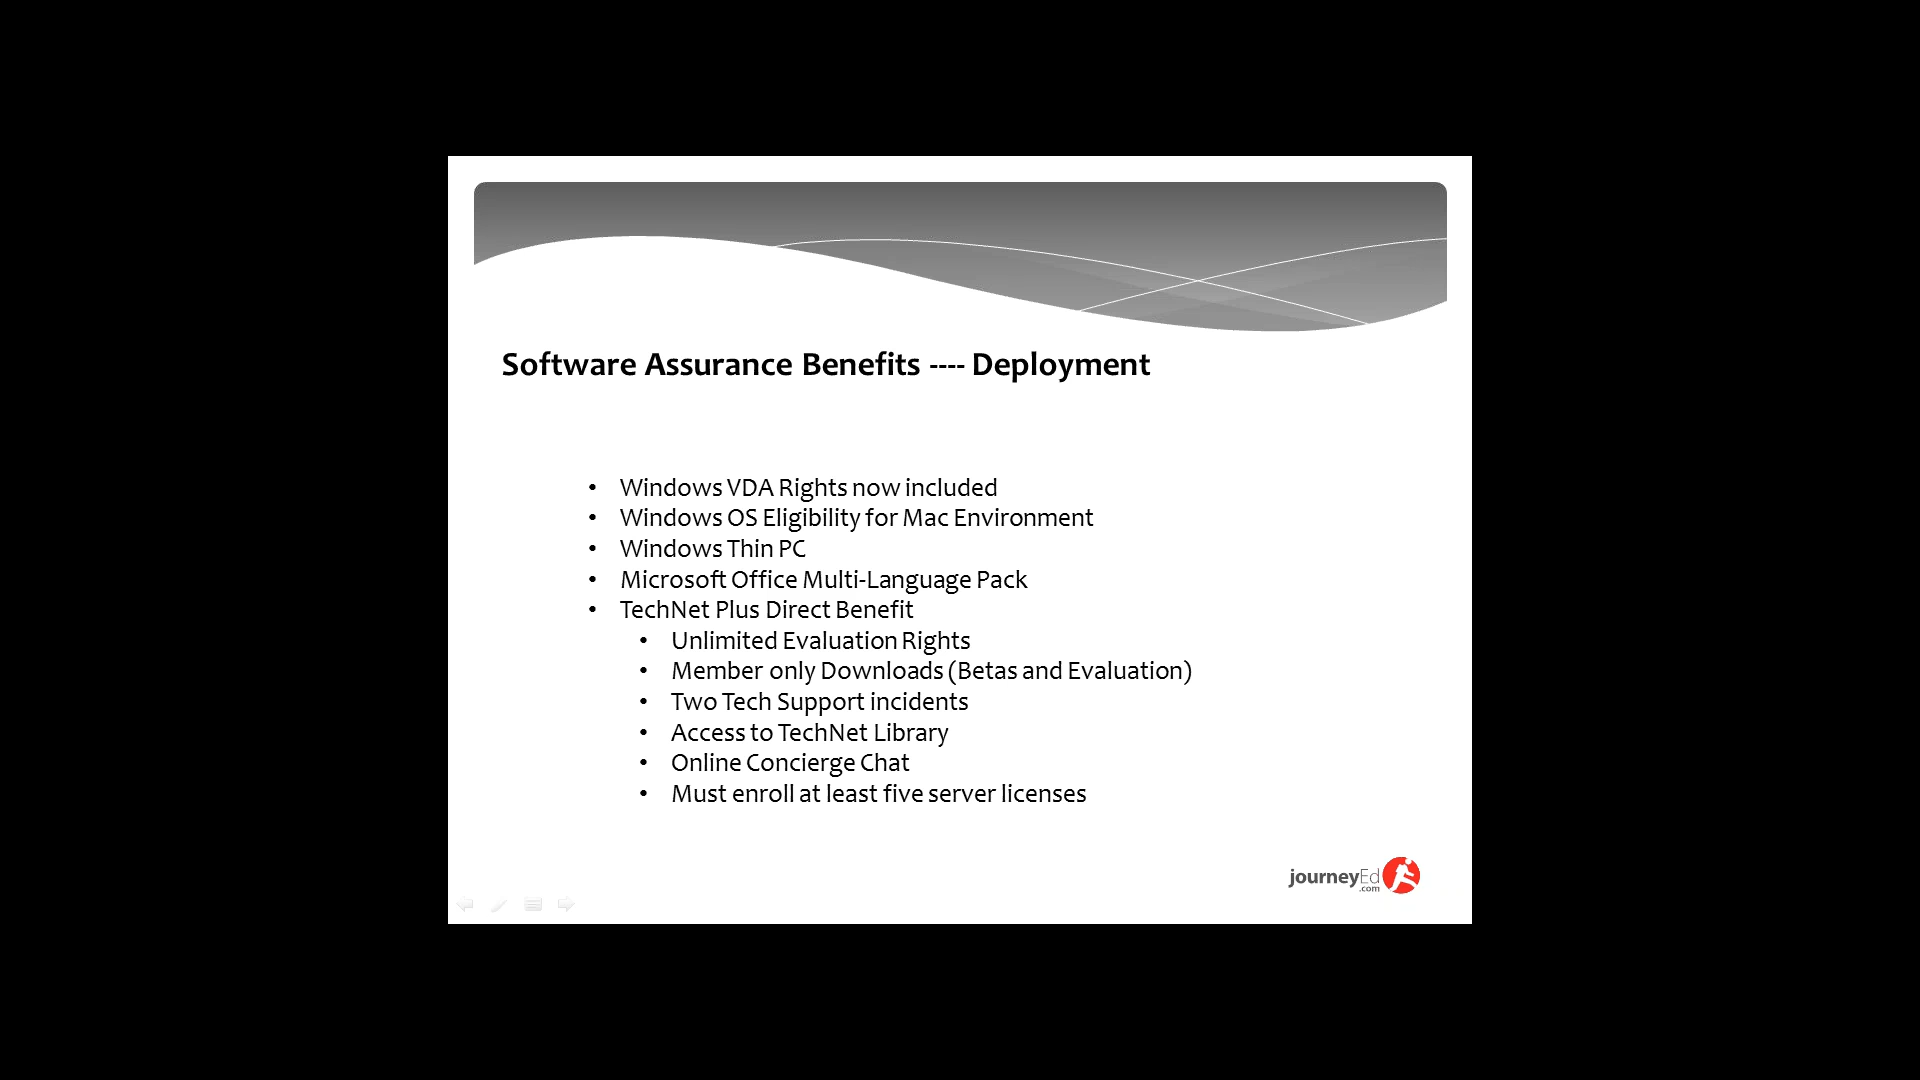 Software Assurance Benefits ---- Deployment
• Windows VDA Rights now included
• Windows OS Eligibility for Mac Environment
• Windows Thin PC
• Microsoft Office Multi-Language Pack
• TechNet Plus Direct Benefit
• Unlimited Evaluation Rights
• Member only Downloads (Betas and Evaluation)
• Two Tech Support incidents
• Access to TechNet Library
• Online Concierge Chat
• Must enroll at least five server licenses
journeyEd
.com